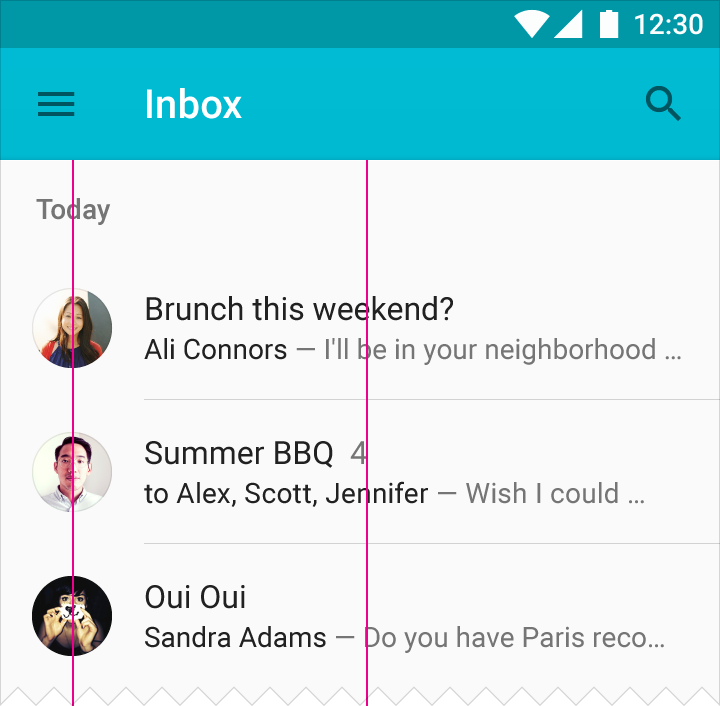 12:30
Inbox
Today
Brunch this weekend?
Ali Connors — I'll be in your neighborhood ...
Summer BBQ 4
to Alex, Scott, Jennifer — Wish I could ...
Oui Oui
Sandra Adams — Do you have Paris reco...